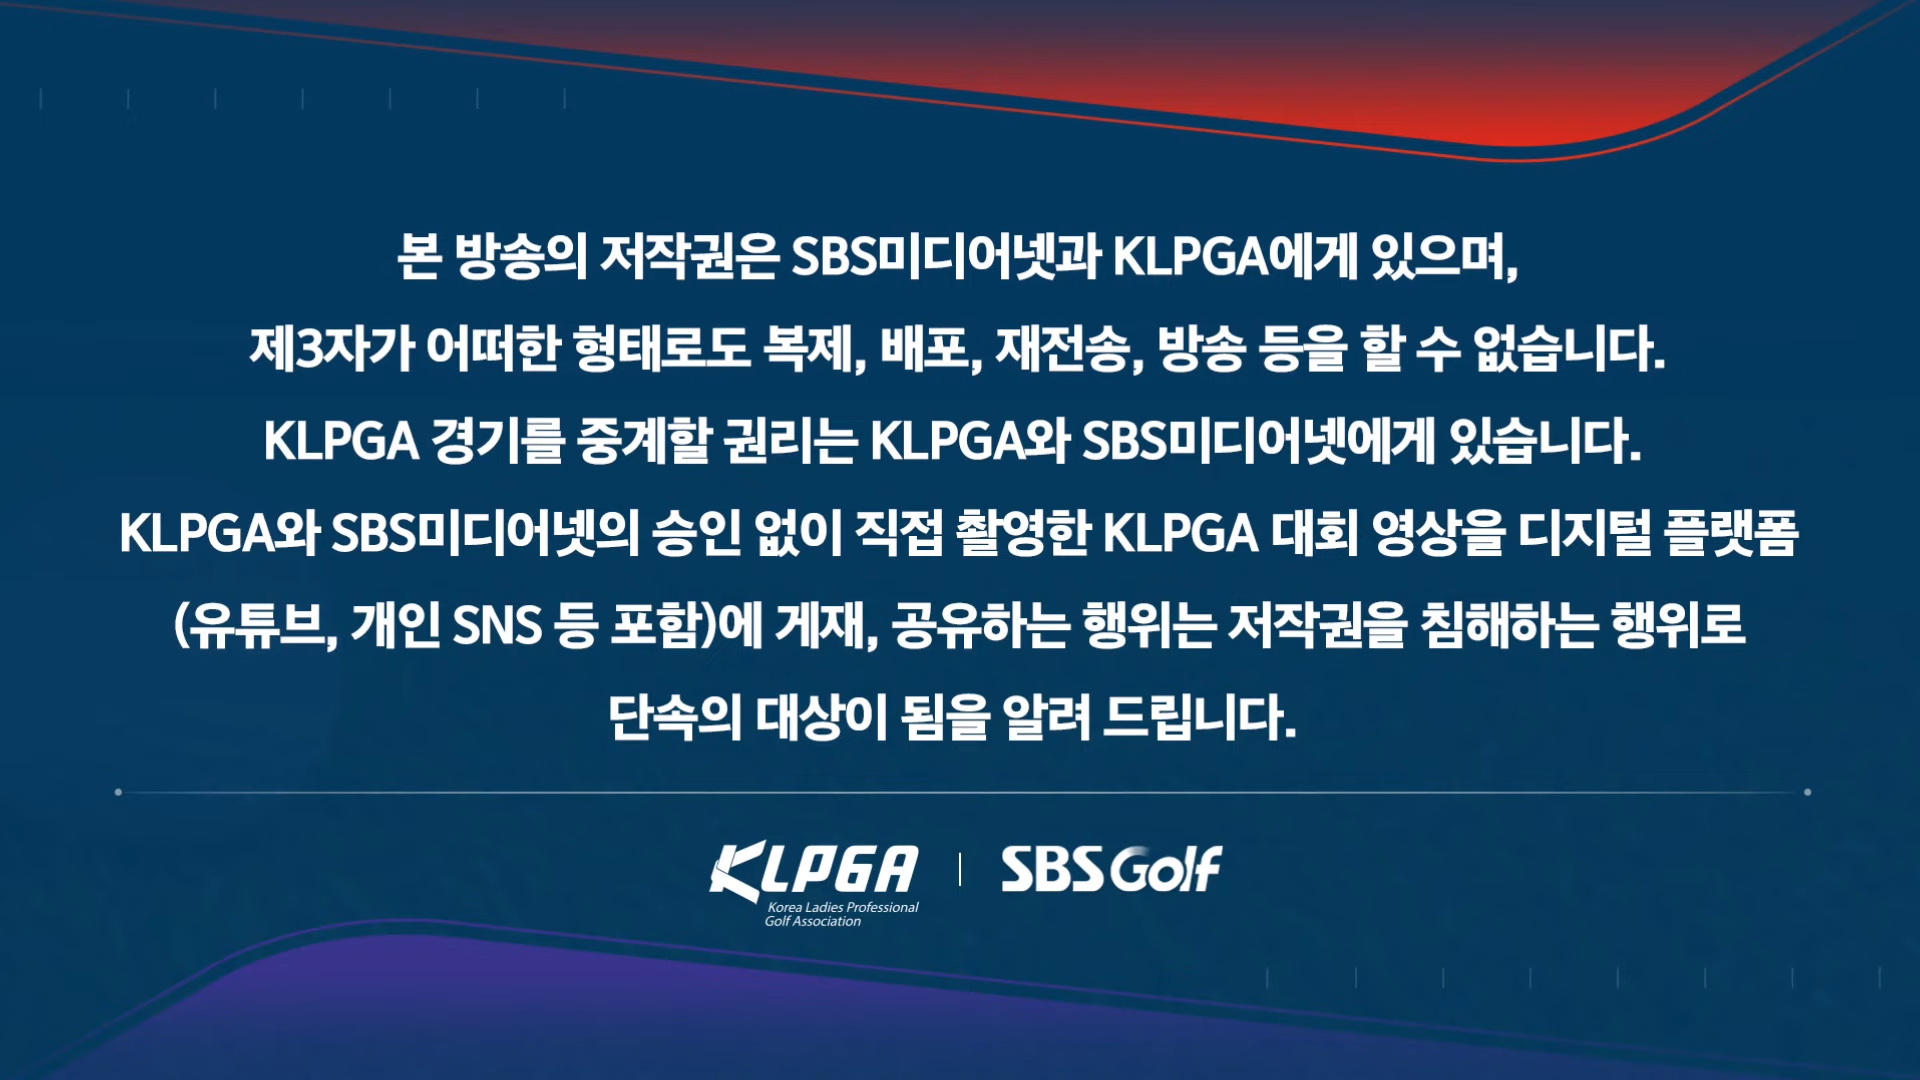 본 방송의 저작권은 SBS미디어넷과 KLPGA에게 있으며,
제3자가 어떠한 형태로도 복제, 배포, 재전송, 방송 등을 할 수 없습니다.
KLPGA 경기를 중계할 권리는 KLPGA와 SBS미디어넷에게 있습니다.
KLPGA와 SBS미디어넷의 승인 없이 직접 촬영한 KLPGA 대회 영상을 디지털 플랫폼
(유튜브, 개인 SNS 등 포함)에 게재, 공유하는 행위는 저작권을 침해하는 행위로
단속의 대상이 됨을 알려 드립니다.
KLPGA
Korea Ladies Professional
Golf Association
SBS Golf